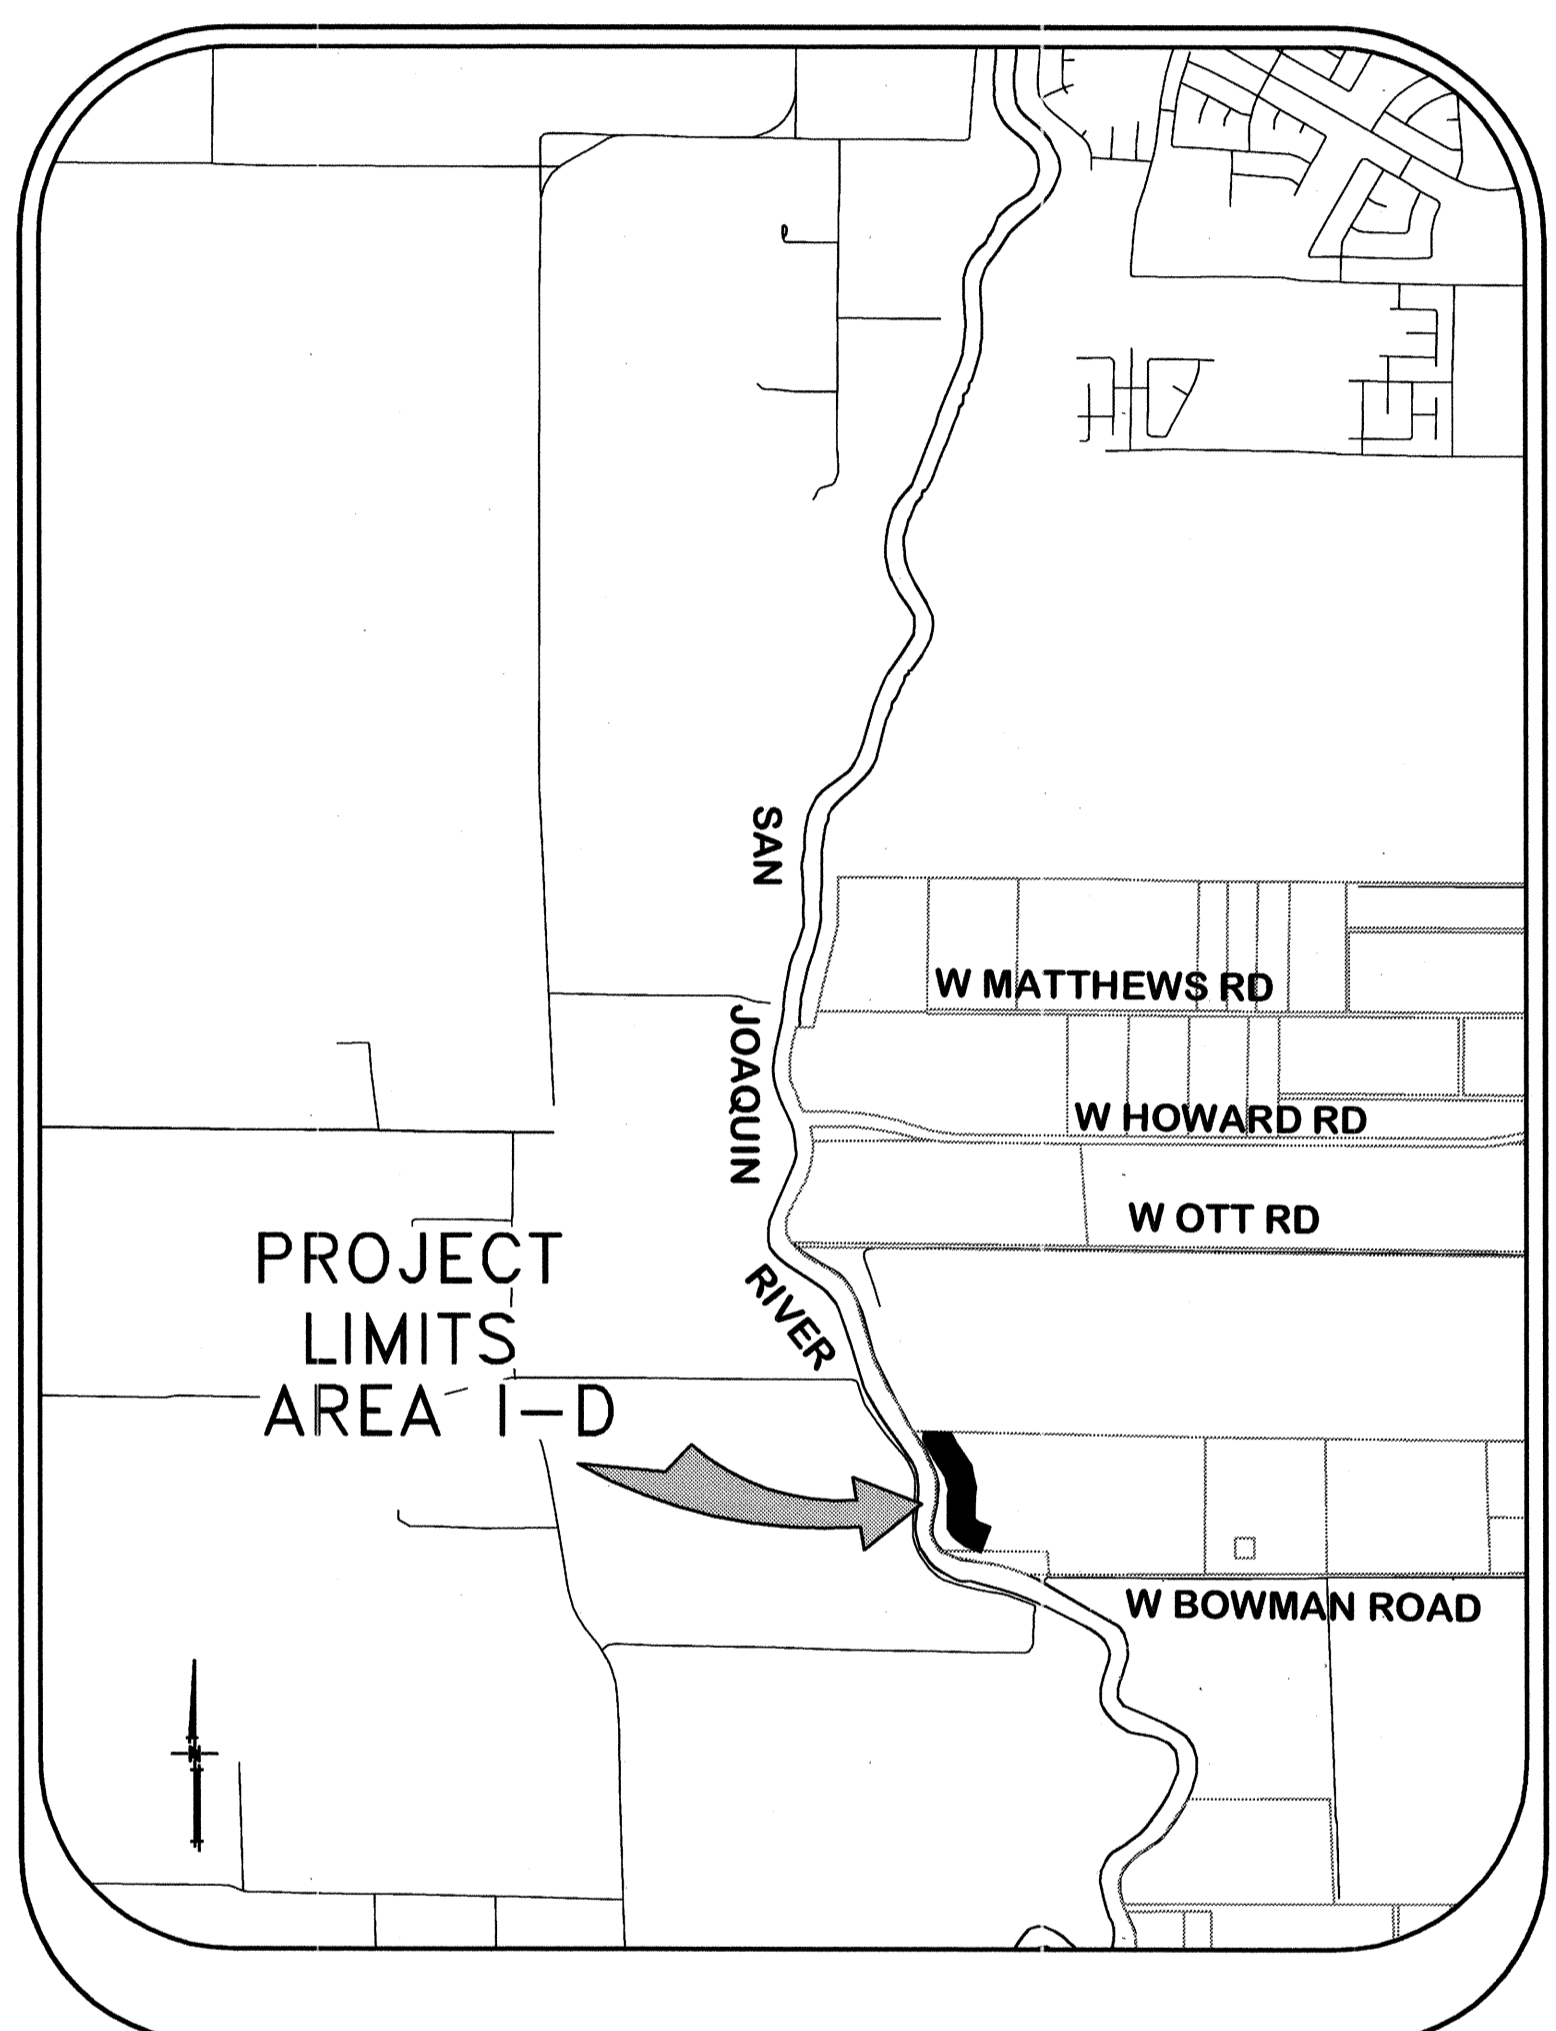 SAN
W MATTHEWS RD
JOAQUIN
W HOWARD RD
W OTT RD
PROJECT
LIMITS
AREA I-D
RIVER
W BOWMAN ROAD
N